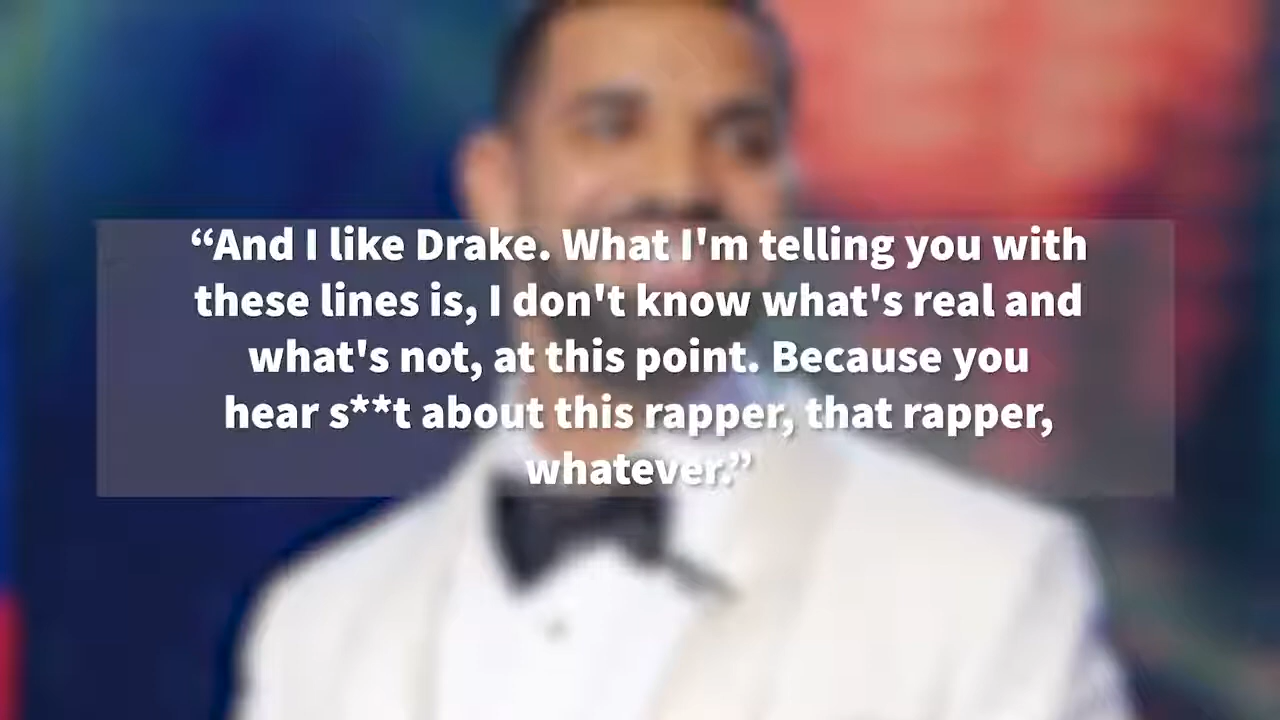 “And I like Drake. What I'm telling you with
these lines is, I don't know what's real and
what's not, at this point. Because you
hear s**t about this rapper, that rapper,
whatever.”